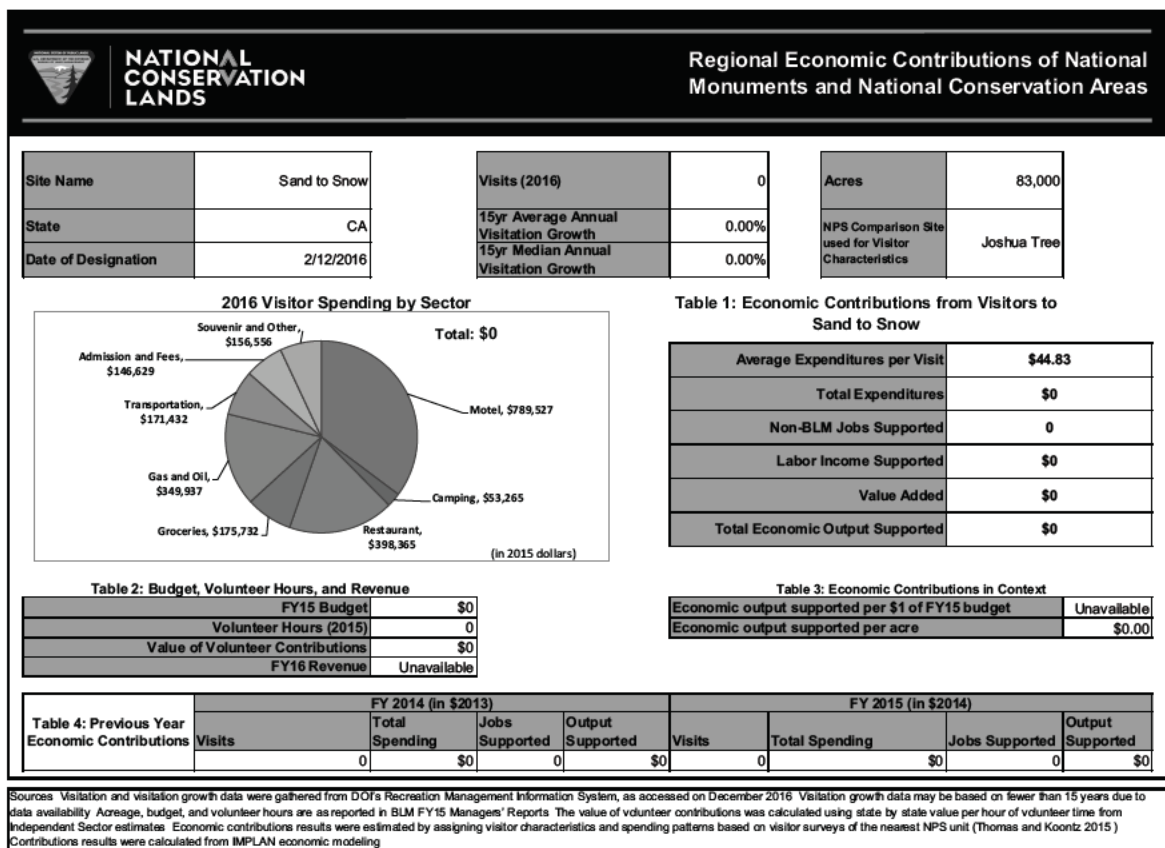 NATIONAL
CONSERVATION
LANDS
Regional Economic Contributions of National
Monuments and National Conservation Areas
Site Name Sand to Snow
State CA
Date of Designation 2/12/2016
Visits (2016) 0
15yr Average Annual
Visitation Growth 0.00%
15yr Median Annual
Visitation Growth 0.00%
Acres 83,000
NPS Comparison Site
used for Visitor
Characteristics
Joshua Tree
2016 Visitor Spending by Sector
Total: $0
Souvenir and Other,
$156,556
Admission and Fees,
$146,629
Transportation,
$171,432
Gas and Oil,
$349,937
Groceries, $175,732
Restaurant,
$398,365
Camping, $53,265
Motel, $789,527
(in 2015 dollars)
Table 1: Economic Contributions from Visitors to
Sand to Snow
Average Expenditures per Visit $44.83
Total Expenditures $0
Non-BLM Jobs Supported 0
Labor Income Supported $0
Value Added $0
Total Economic Output Supported $0
Table 2: Budget, Volunteer Hours, and Revenue
FY15 Budget $0
Volunteer Hours (2015) 0
Value of Volunteer Contributions $0
FY16 Revenue Unavailable
Table 3: Economic Contributions in Context
Economic output supported per $1 of FY15 budget Unavailable
Economic output supported per acre $0.00
Table 4: Previous Year
Economic Contributions
FY 2014 (in $2013) FY 2015 (in $2014)
Visits Total Spending Jobs Supported Output Supported Visits Total Spending Jobs Supported Output Supported
0 $0 0 $0 0 $0 0 $0
Sources Visitation and visitation growth data were gathered from DOI's Recreation Management Information System, as accessed on December 2016 Visitation growth data may be based on fewer than 15 years due to
data availability Acreage, budget, and volunteer hours are as reported in BLM FY15 Managers' Reports The value of volunteer contributions was calculated using state by state value per hour of volunteer time from
Independent Sector estimates Economic contributions results were estimated by assigning visitor characteristics and spending patterns based on visitor surveys of the nearest NPS unit (Thomas and Koontz 2015 )
Contributions results were calculated from IMPLAN economic modeling